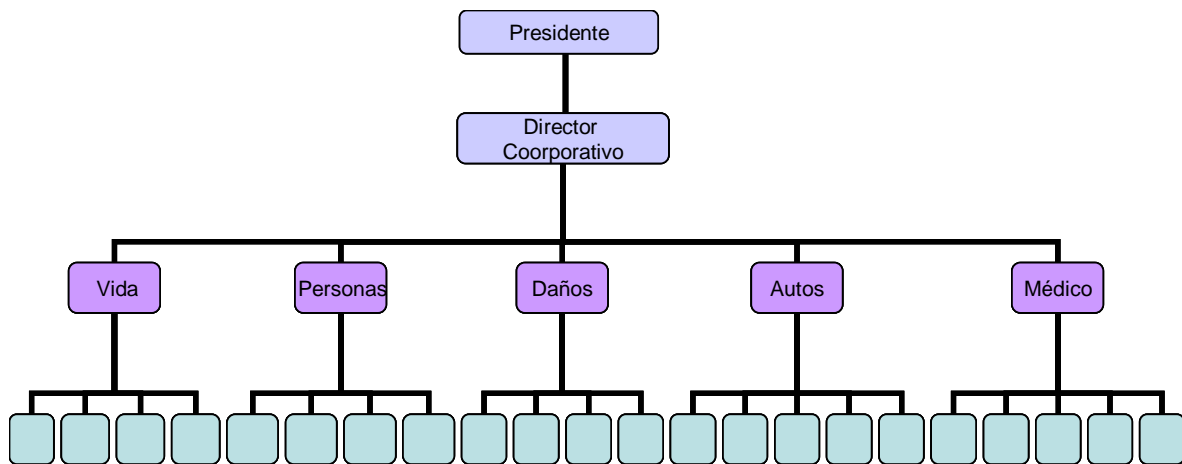 Presidente
Director
Coorporativo
Vida
Personas
Daños
Autos
Médico